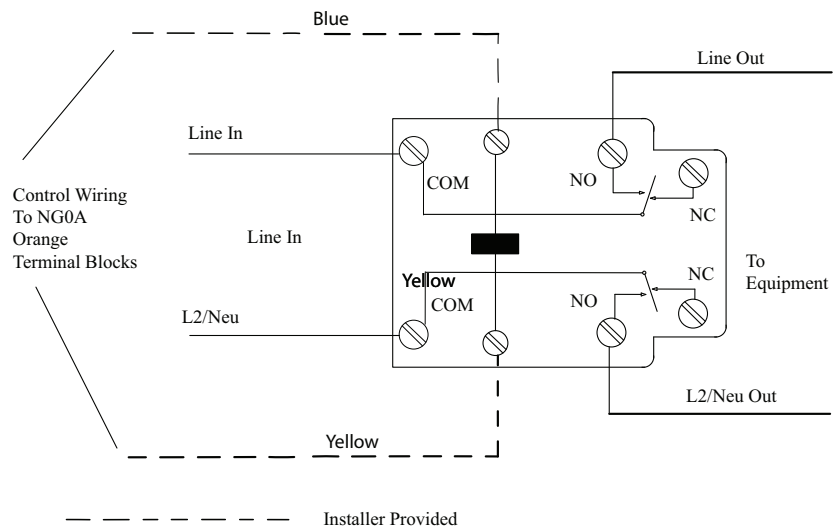 Blue
Line Out
Line In
COM
NO
NC
Control Wiring
To NG0A
Orange
Terminal Blocks
Line In
To
Equipment
Yellow
COM
NO
NC
L2/Neu
L2/Neu Out
Yellow
Installer Provided